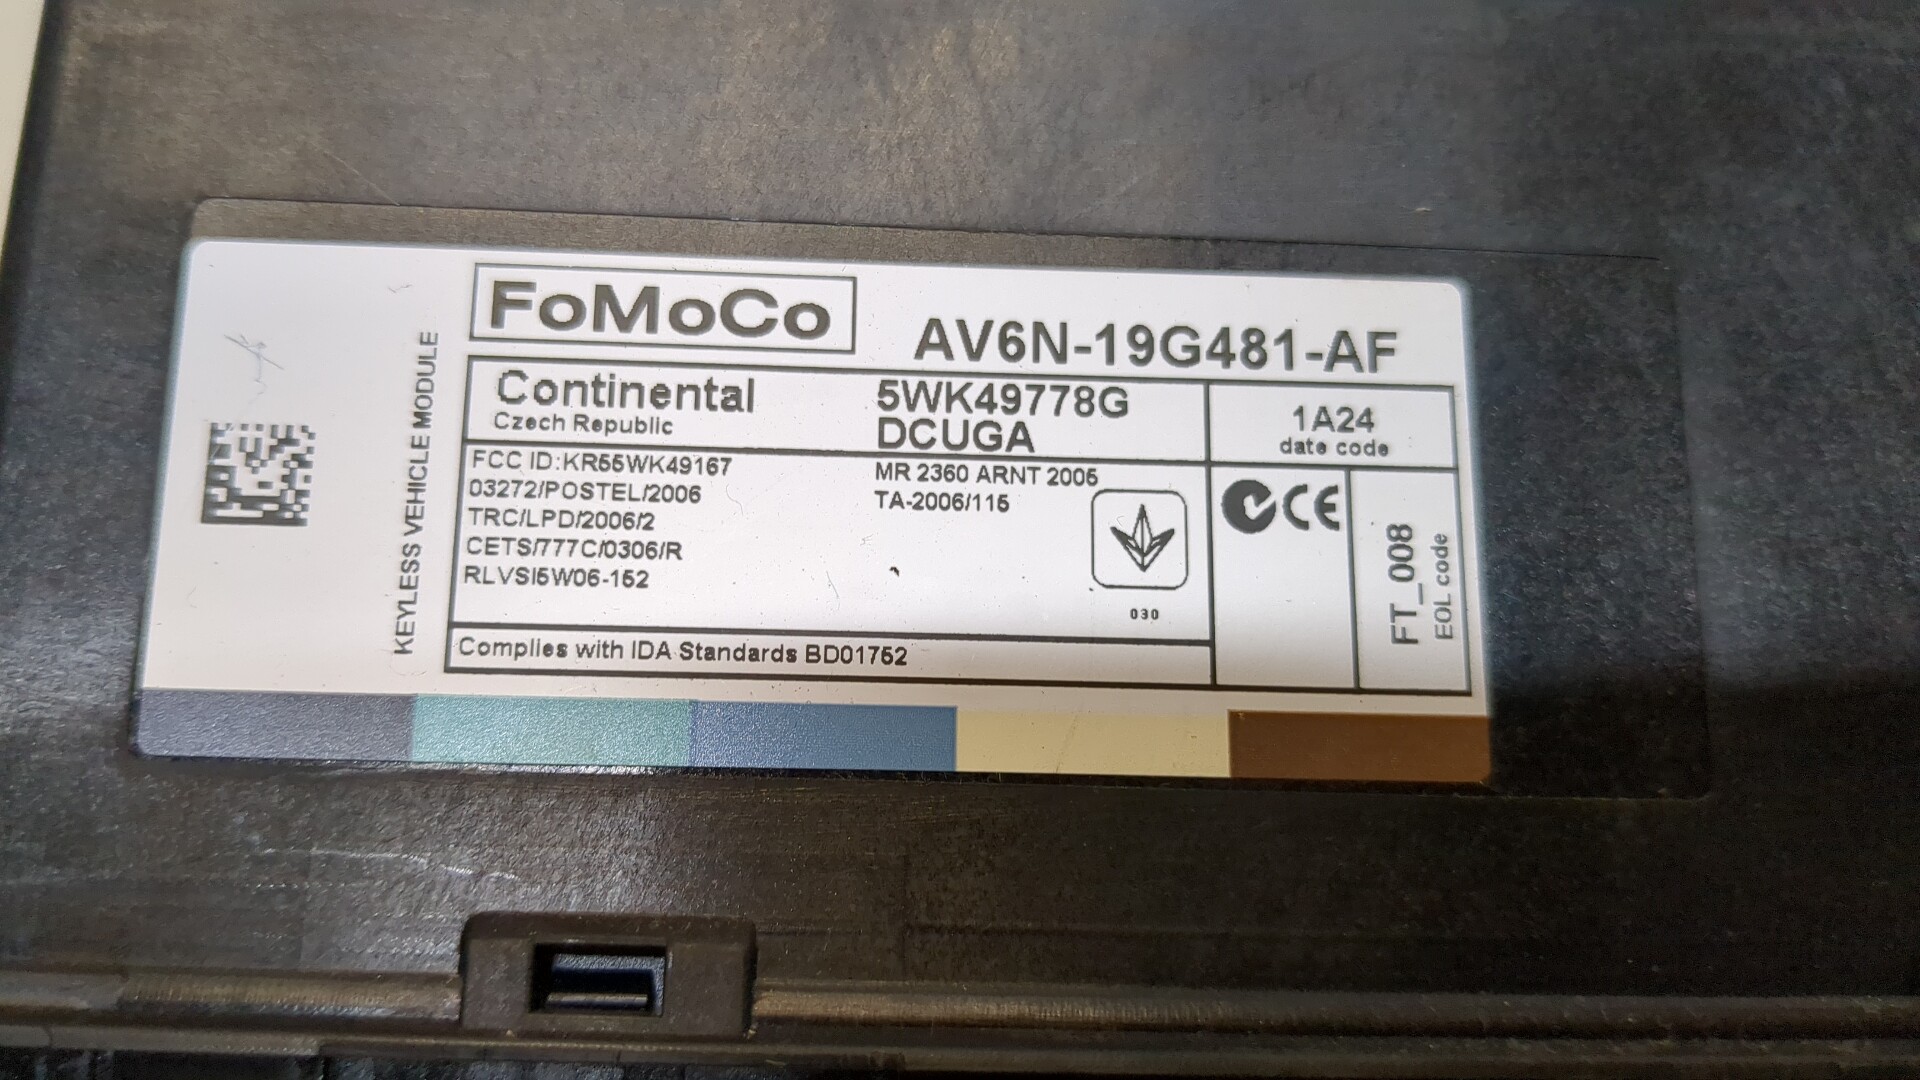 FoMoCo
AV6N-19G481-AF
KEYLESS VEHICLE MODULE
Continental
Czech Republic
5WK49778G
DCUGA
1A24
date code
FCC ID:KR55WK49167
03272/POSTEL/2006
TRC/LPD/2006/2
CETS/777C/0306/R
RLVSI5W06-152
MR 2360 ARNT 2005
TA-2006/115
030
CE
FT_008
EOL code
Complies with IDA Standards BD01752